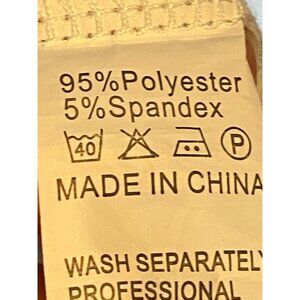 95%Polyester
5%Spandex
40 P
MADE IN CHINA
WASH SEPARATELY
PROFESSIONAL